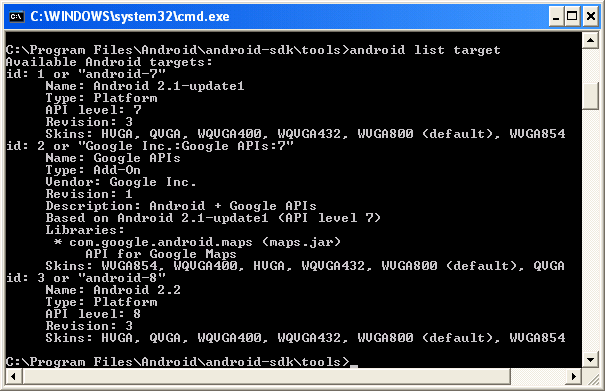 C:\WINDOWS\system32\cmd.exe
C:\Program Files\Android\android-sdk\tools>android list target
Available Android targets:
id: 1 or "android-7"
     Name: Android 2.1-update1
     Type: Platform
     API level: 7
     Revision: 3
     Skins: HVGA, QVGA, WQVGA400, WQVGA432, WVGA800 (default), WVGA854
id: 2 or "Google Inc.:Google APIs:7"
     Name: Google APIs
     Type: Add-On
     Vendor: Google Inc.
     Revision: 1
     Description: Android + Google APIs
     Based on Android 2.1-update1 (API level 7)
     Libraries:
      * com.google.android.maps (maps.jar)
          API for Google Maps
     Skins: WVGA854, WQVGA400, HVGA, WQVGA432, WVGA800 (default), QVGA
id: 3 or "android-8"
     Name: Android 2.2
     Type: Platform
     API level: 8
     Revision: 3
     Skins: HVGA, QVGA, WQVGA400, WQVGA432, WVGA800 (default), WVGA854
C:\Program Files\Android\android-sdk\tools>_